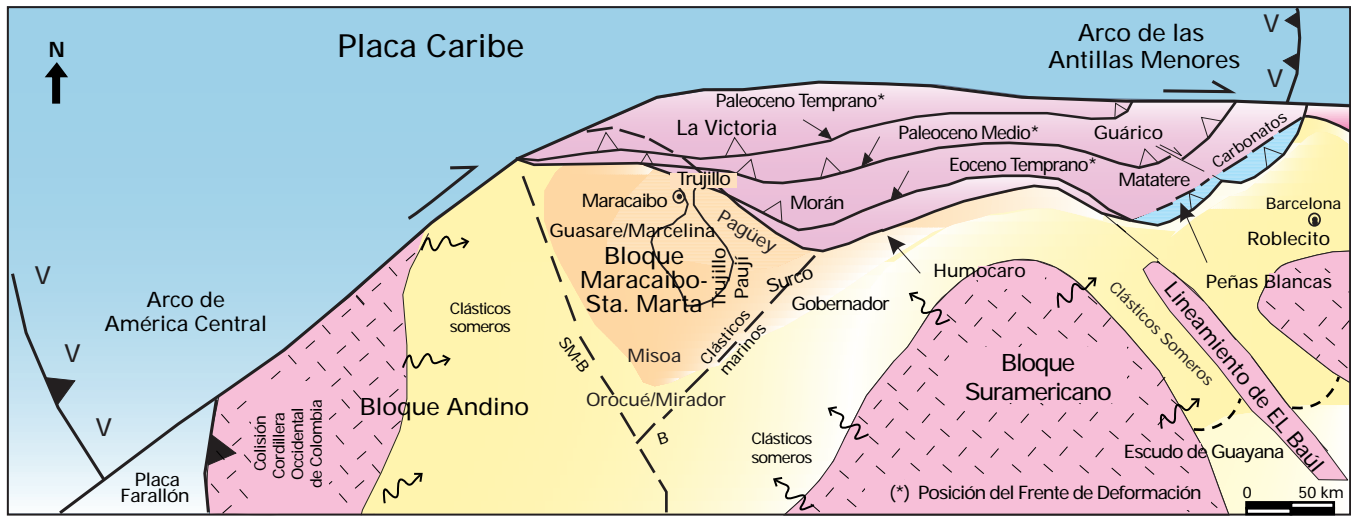 Placa Caribe
Arco de las
Antillas Menores
N
V
V
Paleoceno Temprano*
La Victoria
Paleoceno Medio*
Guárico
Carbonatos
Eoceno Temprano*
Matatere
Trujillo
Maracaibo
Morán
Barcelona
Pagüey
Guasare/Marcelina
Roblecito
Bloque
Maracaibo-
Sta. Marta
Trujillo
Paují
Surco
Humocaro
Peñas Blancas
V
Arco de
América Central
Clásticos
someros
Gobernador
Clásticos Someros
Lineamiento de EL Baúl
Clásticos
marinos
SM-B
Misoa
V
Bloque
Suramericano
Bloque Andino
Orocué/Mirador
V
B
Colisión
Cordillera
Occidental
de Colombia
Clásticos
someros
Escudo de Guayana
Placa
Farallón
(*) Posición del Frente de Deformación
0 50 km